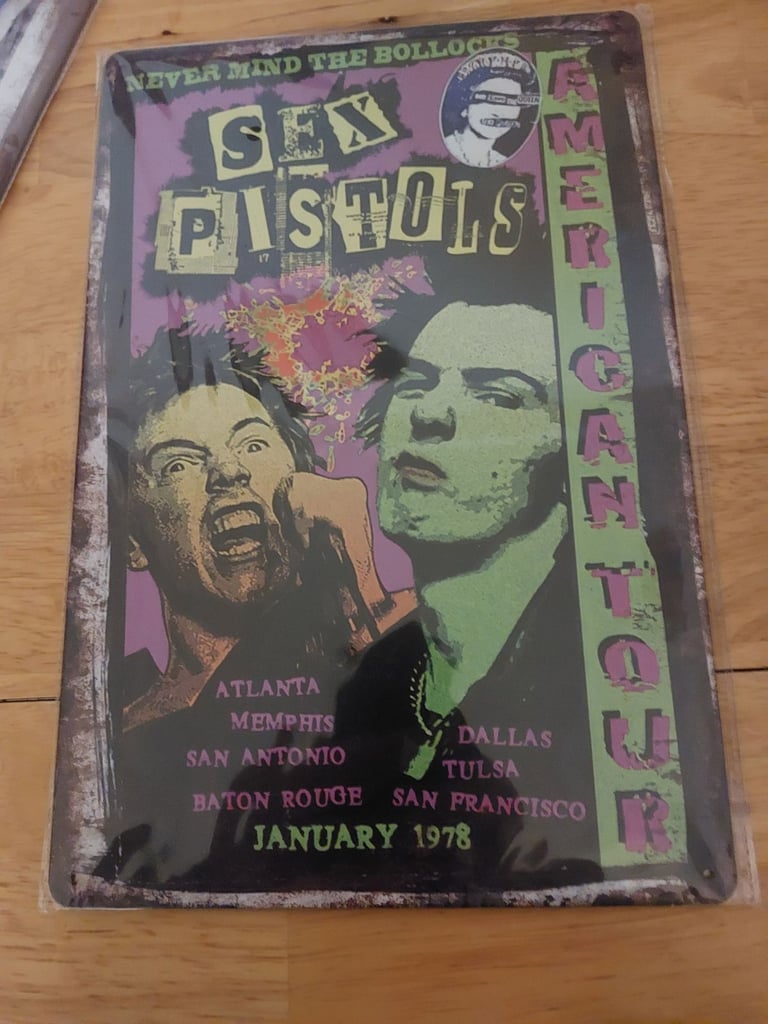 NEVER MIND THE BOLLOCKS
SEX
PISTOLS
AMERICAN TOUR
ATLANTA
MEMPHIS
SAN ANTONIO
BATON ROUGE
DALLAS
TULSA
SAN FRANCISCO
JANUARY 1978